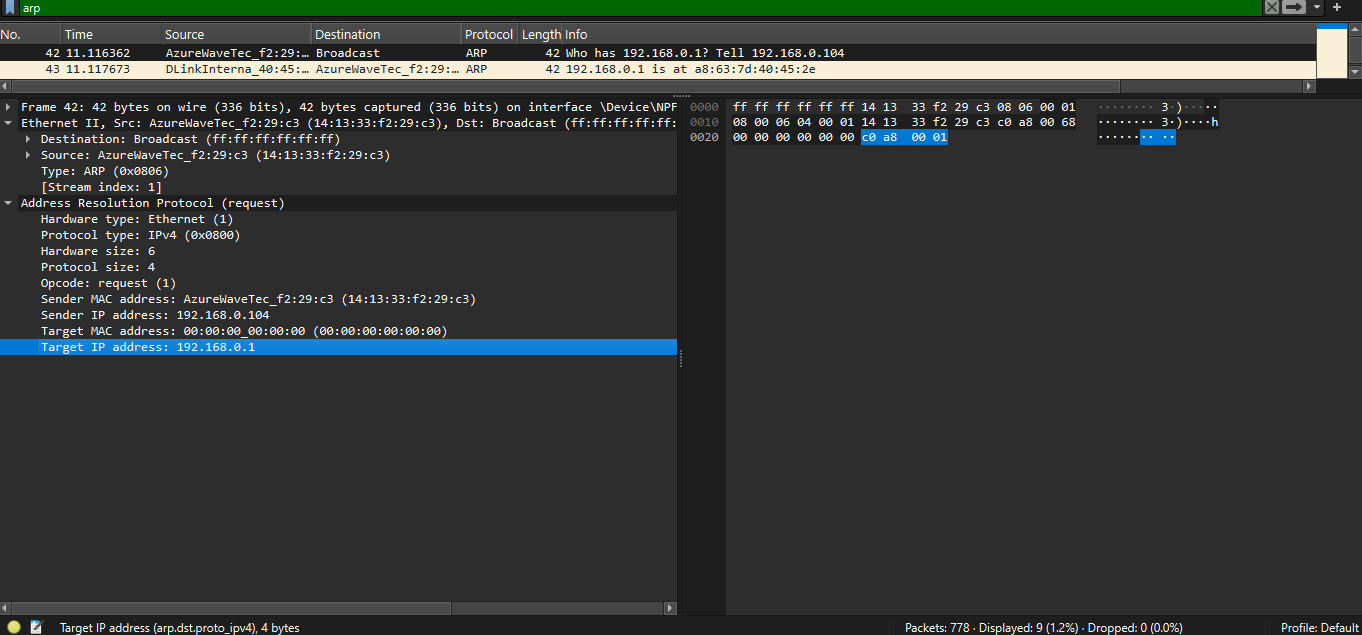 arp
No. Time Source Destination Protocol Length Info
42 11.116362 AzureWaveTec_f2:29:… Broadcast ARP 42 Who has 192.168.0.1? Tell 192.168.0.104
43 11.117673 DLinkInterna_40:45:… AzureWaveTec_f2:29:… ARP 42 192.168.0.1 is at a8:63:7d:40:45:2e
Frame 42: 42 bytes on wire (336 bits), 42 bytes captured (336 bits) on interface \Device\NPF
Ethernet II, Src: AzureWaveTec_f2:29:c3 (14:13:33:f2:29:c3), Dst: Broadcast (ff:ff:ff:ff:ff:
Destination: Broadcast (ff:ff:ff:ff:ff:ff)
Source: AzureWaveTec_f2:29:c3 (14:13:33:f2:29:c3)
Type: ARP (0x0806)
[Stream index: 1]
Address Resolution Protocol (request)
Hardware type: Ethernet (1)
Protocol type: IPv4 (0x0800)
Hardware size: 6
Protocol size: 4
Opcode: request (1)
Sender MAC address: AzureWaveTec_f2:29:c3 (14:13:33:f2:29:c3)
Sender IP address: 192.168.0.104
Target MAC address: 00:00:00_00:00:00 (00:00:00:00:00:00)
Target IP address: 192.168.0.1
0000 ff ff ff ff ff ff 14 13 33 f2 29 c3 08 06 00 01 ········ 3·)·····
0010 08 00 06 04 00 01 14 13 33 f2 29 c3 c0 a8 00 68 ········ 3·)····h
0020 00 00 00 00 00 00 c0 a8 00 01 ········ ··
Target IP address (arp.dst.proto_ipv4), 4 bytes
Packets: 778 · Displayed: 9 (1.2%) · Dropped: 0 (0.0%)
Profile: Default